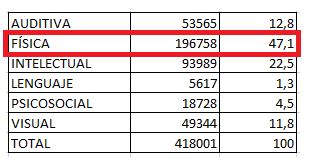 AUDITIVA 53565 12,8
FÍSICA 196758 47,1
INTELECTUAL 93989 22,5
LENGUAJE 5617 1,3
PSICOSOCIAL 18728 4,5
VISUAL 49344 11,8
TOTAL 418001 100